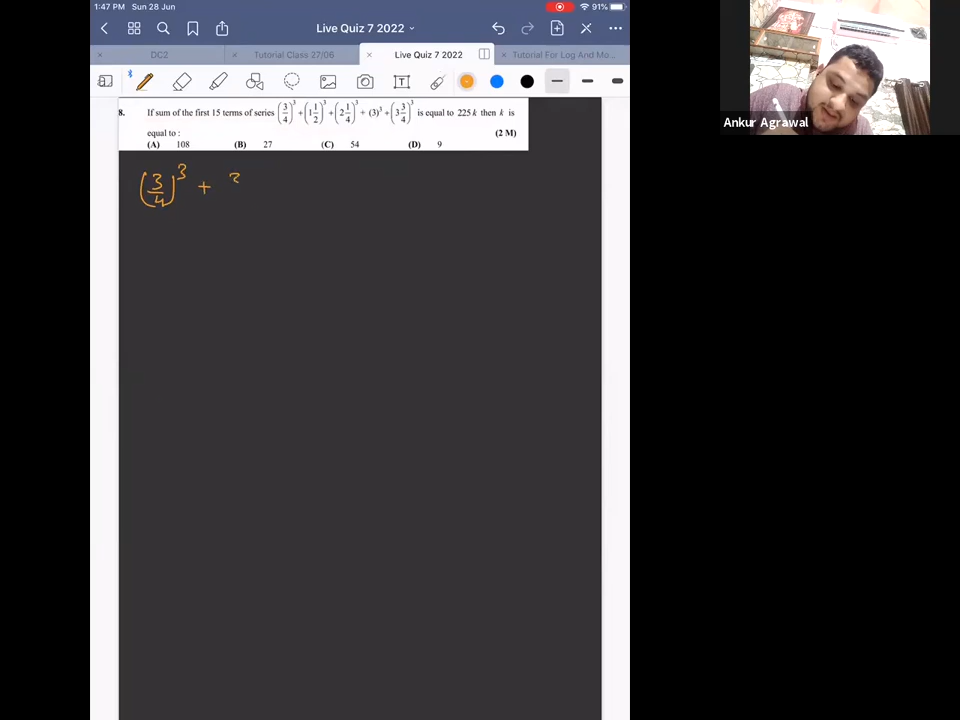 1:47 PM Sun 28 Jun 91%
Live Quiz 7 2022
DC2 Tutorial Class 27/06 Live Quiz 7 2022 Tutorial For Log And Mo...
8. If sum of the first 15 terms of series (3/4)³ + (1 1/2)³ + (2 1/4)³ + (3)³ + (3 3/4)³ is equal to 225 k then k is
equal to : (2 M)
(A) 108 (B) 27 (C) 54 (D) 9
(3/4)³ +
Ankur Agrawal